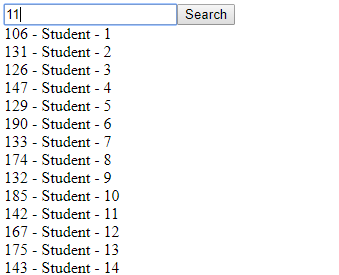 11 Search
106 - Student - 1
131 - Student - 2
126 - Student - 3
147 - Student - 4
129 - Student - 5
190 - Student - 6
133 - Student - 7
174 - Student - 8
132 - Student - 9
185 - Student - 10
142 - Student - 11
167 - Student - 12
175 - Student - 13
143 - Student - 14